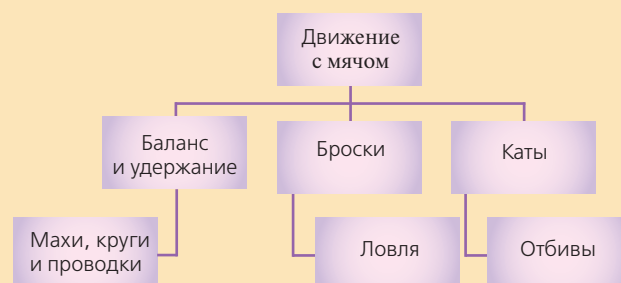 Движение
с мячом
Баланс
и удержание
Броски
Каты
Махи, круги
и проводки
Ловля
Отбивы